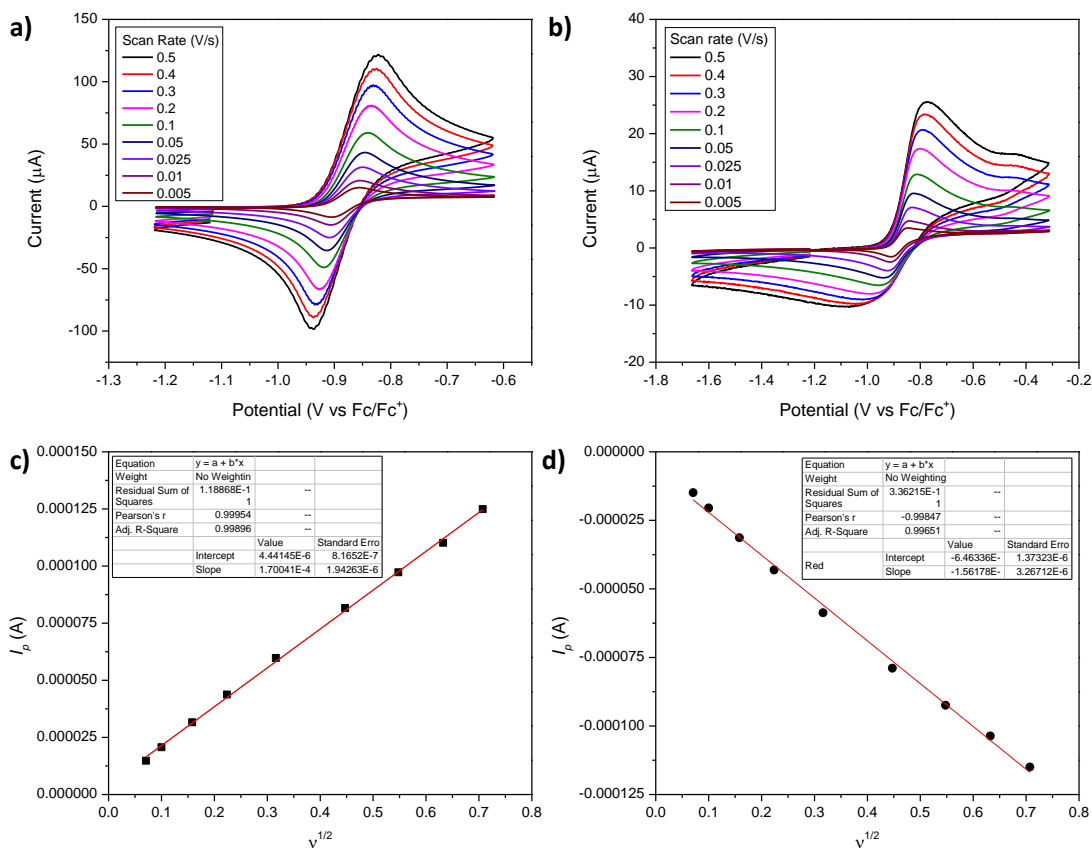 a)
Scan Rate (V/s)
0.5
0.4
0.3
0.2
0.1
0.05
0.025
0.01
0.005
150
100
50
0
-50
-100
Current (µA)
-1.3 -1.2 -1.1 -1.0 -0.9 -0.8 -0.7 -0.6 -0.5
Potential (V vs Fc/Fc+)
b)
Scan rate (V/s)
0.5
0.4
0.3
0.2
0.1
0.05
0.025
0.01
0.005
40
30
20
10
0
-10
-20
Current (µA)
-1.8 -1.6 -1.4 -1.2 -1.0 -0.8 -0.6 -0.4 -0.2
Potential (V vs Fc/Fc+)
c)
Equation y = a + b*x
Weight No Weightin
Residual Sum of Squares 1.18868E-1 --
1
Pearson's r 0.99954 --
Adj. R-Square 0.99896 --
Value Standard Erro
Intercept 4.44145E-6 8.1652E-7
Slope 1.70041E-4 1.94263E-6
0.000150
0.000125
0.000100
0.000075
0.000050
0.000025
0.000000
Ip (A)
0.0 0.1 0.2 0.3 0.4 0.5 0.6 0.7 0.8
ν1/2
d)
Equation y = a + b*x
Weight No Weighting
Residual Sum of Squares 3.36215E-1 --
1
Pearson's r -0.99847 --
Adj. R-Square 0.99651 --
Value Standard Erro
Red
Intercept -6.46336E- 1.37323E-6
Slope -1.56178E- 3.26712E-6
0.000000
-0.000025
-0.000050
-0.000075
-0.000100
-0.000125
Ip (A)
0.0 0.1 0.2 0.3 0.4 0.5 0.6 0.7 0.8
ν1/2